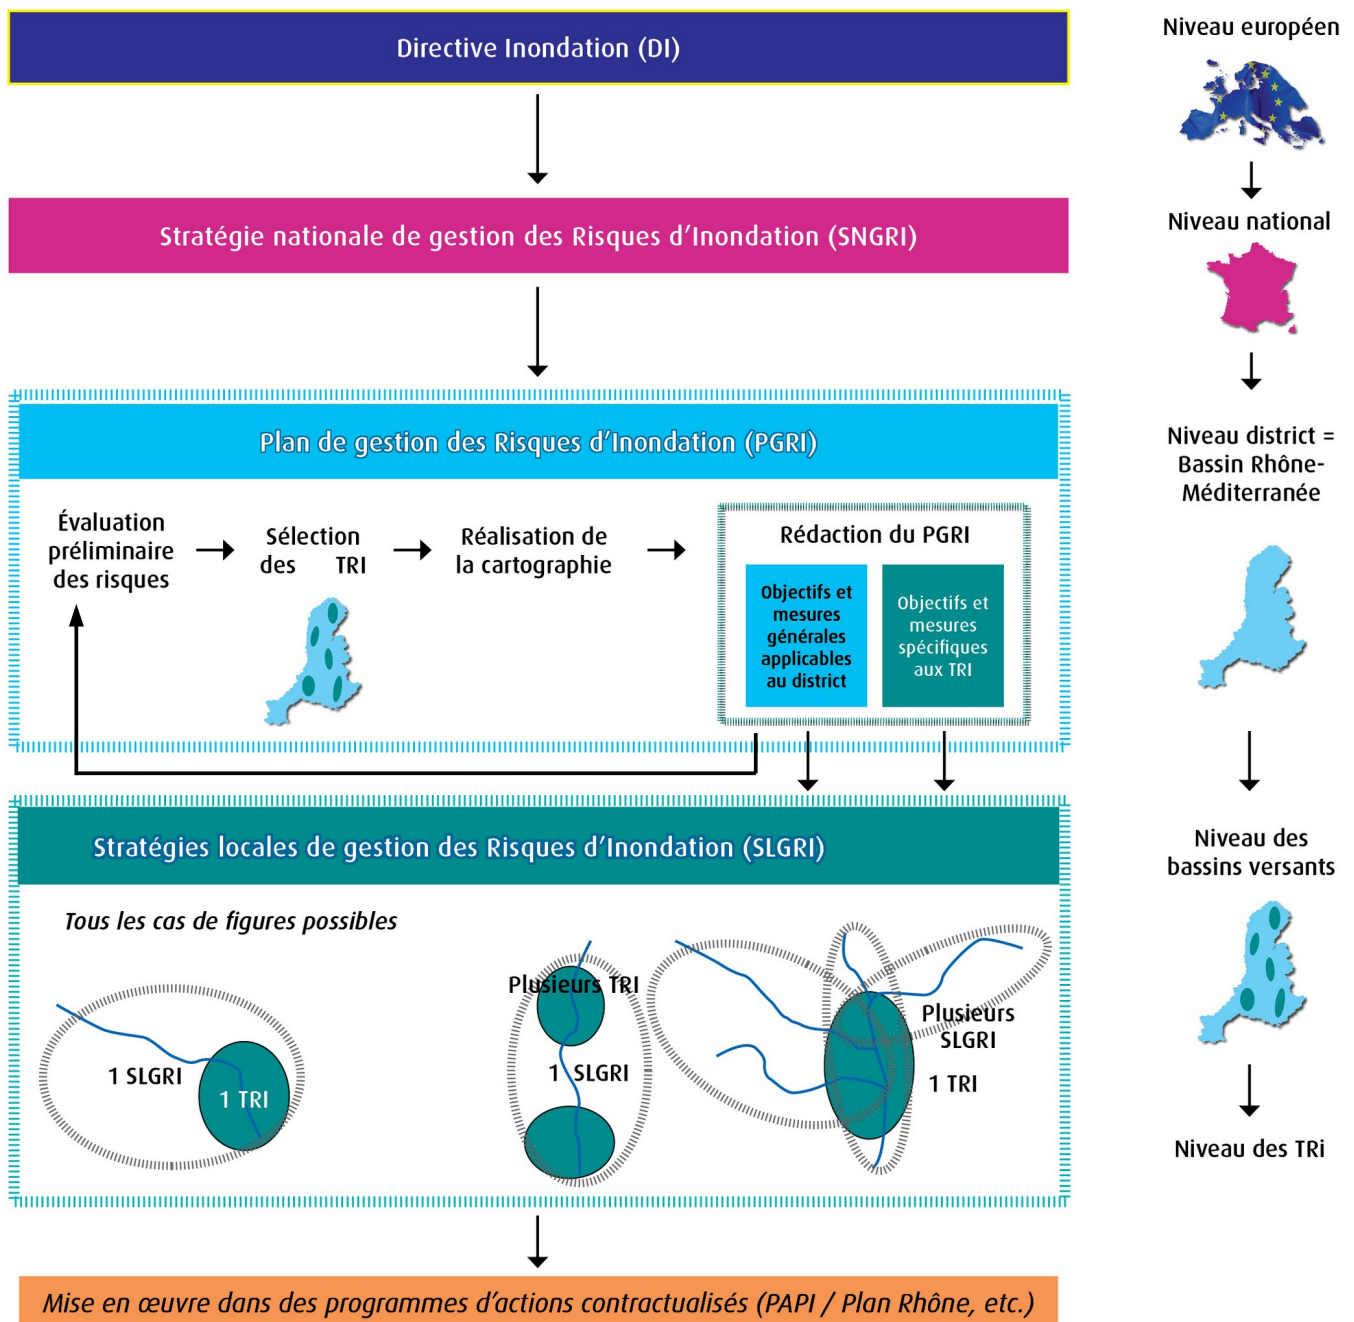 Directive Inondation (DI)
Niveau européen
Stratégie nationale de gestion des Risques d’Inondation (SNGRI)
Niveau national
Plan de gestion des Risques d’Inondation (PGRI)
Niveau district =
Bassin Rhône-
Méditerranée
Évaluation
préliminaire
des risques
Sélection
des TRI
Réalisation de
la cartographie
Rédaction du PGRI
Objectifs et
mesures
générales
applicables
au district
Objectifs et
mesures
spécifiques
aux TRI
Stratégies locales de gestion des Risques d’Inondation (SLGRI)
Niveau des
bassins versants
Tous les cas de figures possibles
1 SLGRI
1 TRI
Plusieurs TRI
1 SLGRI
Plusieurs
SLGRI
1 TRI
Niveau des TRi
Mise en œuvre dans des programmes d’actions contractualisés (PAPI / Plan Rhône, etc.)